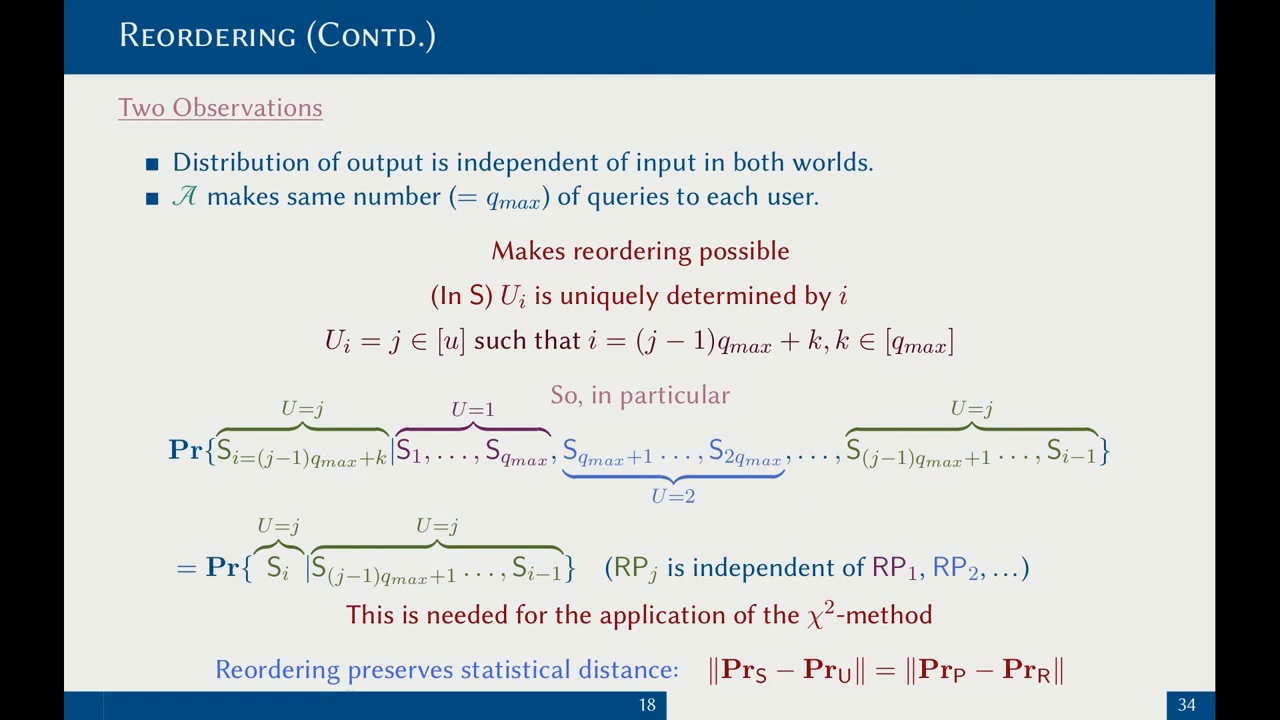 Reordering (Contd.)
Two Observations
■ Distribution of output is independent of input in both worlds.
■ 𝒜 makes same number (= q_max) of queries to each user.
Makes reordering possible
(In S) U_i is uniquely determined by i
U_i = j ∈ [u] such that i = (j − 1)q_max + k, k ∈ [q_max]
So, in particular
U=j U=1 U=j
Pr{S_{i=(j−1)q_max+k}|S_1, …, S_{q_max}, S_{q_max+1} …, S_{2q_max}, …, S_{(j−1)q_max+1} …, S_{i−1}}
U=2
U=j U=j
= Pr{ S_i |S_{(j−1)q_max+1} …, S_{i−1}} (RP_j is independent of RP_1, RP_2, …)
This is needed for the application of the χ²-method
Reordering preserves statistical distance: ‖Pr_S − Pr_U‖ = ‖Pr_P − Pr_R‖
18 34